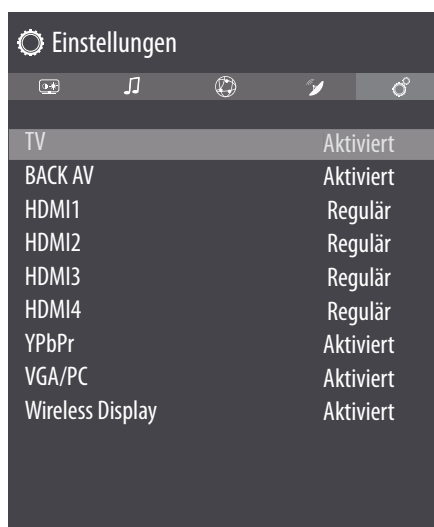 Einstellungen
TV Aktiviert
BACK AV Aktiviert
HDMI1 Regulär
HDMI2 Regulär
HDMI3 Regulär
HDMI4 Regulär
YPbPr Aktiviert
VGA/PC Aktiviert
Wireless Display Aktiviert